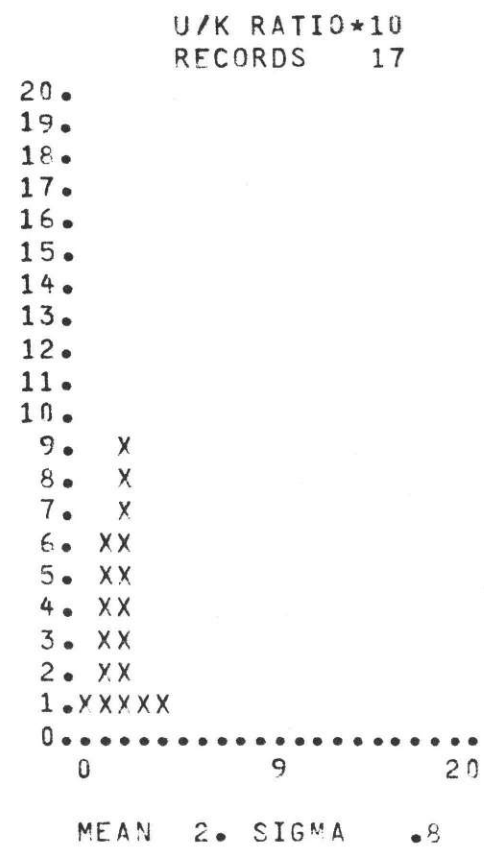 U/K RATIO*10
RECORDS 17
20.
19.
18.
17.
16.
15.
14.
13.
12.
11.
10.
9. X
8. X
7. X
6. XX
5. XX
4. XX
3. XX
2. XX
1.XXXXX
0.......................
0 9 20
MEAN 2. SIGMA .8